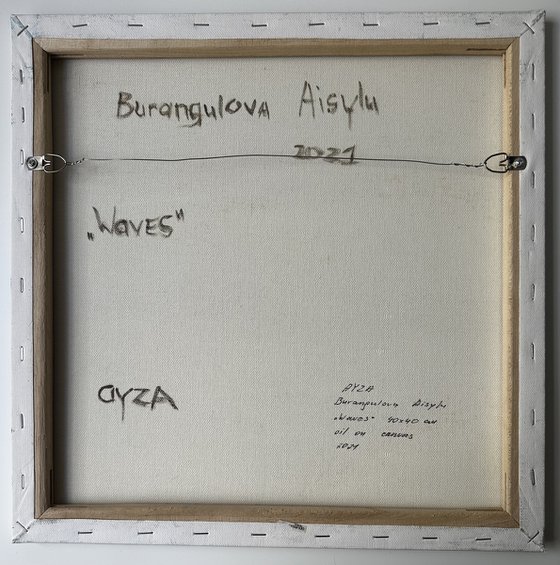 Burangulova Aisylu
2021
„Waves"
ayza
AYZA
Burangulova Aisylu
„Waves" 40x40 cm
oil on canvas
2021